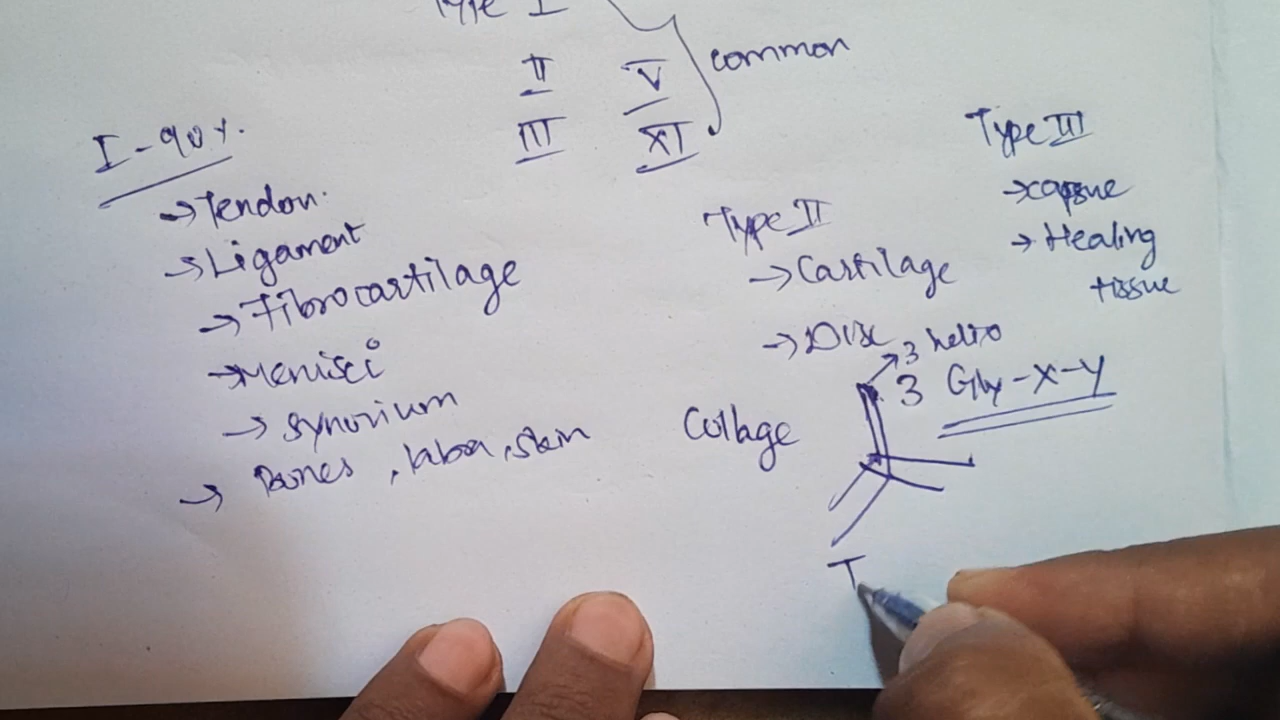 Type I
II V
III XI
common
I - 90%.
→ Tendon.
→ Ligament
→ Fibrocartilage
→ Menisci
→ synovium
→ Bones, labra, skin
Type II
→ Cartilage
→ Disc
Type III
→
→ Healing
tissue
→ 3 helix
3 Gly-X-Y
Collage
T